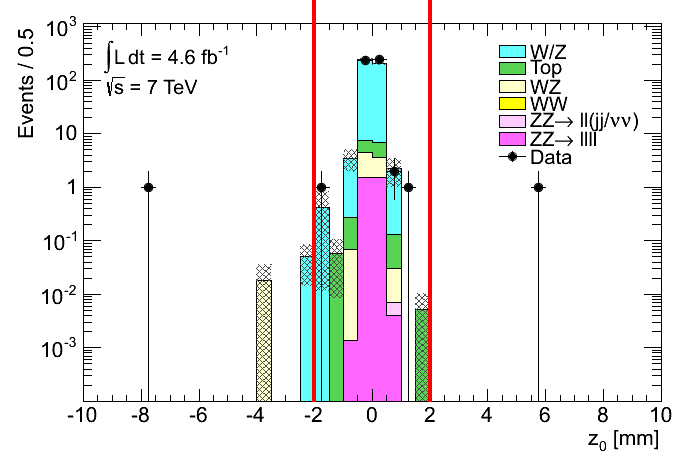 Events / 0.5
10³
10²
10
1
10⁻¹
10⁻²
10⁻³
∫L dt = 4.6 fb⁻¹
√s = 7 TeV
W/Z
Top
WZ
WW
ZZ→ ll(jj/νν)
ZZ→ llll
Data
-10 -8 -6 -4 -2 0 2 4 6 8 10
z₀ [mm]